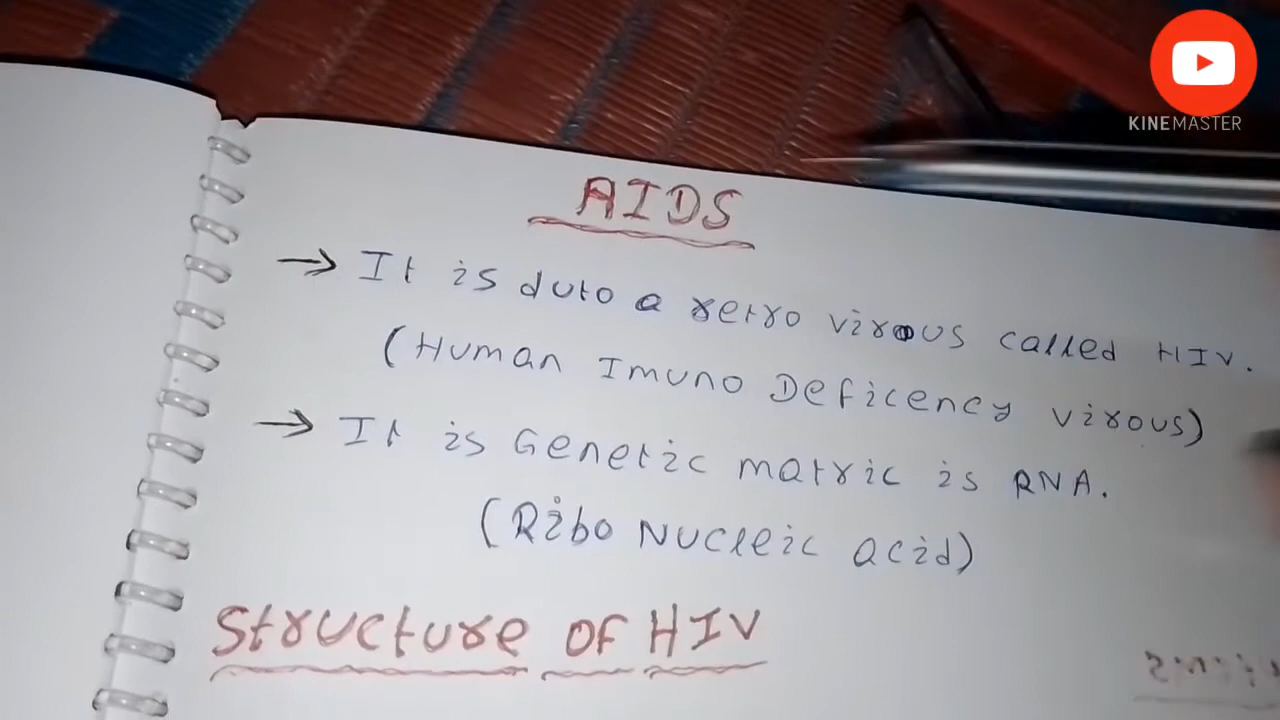 KINEMASTER
AIDS
→ It is duto a retro virous called HIV.
(Human Imuno Deficency virous)
→ It is Genetic matric is RNA.
(Ribo Nucleic acid)
Structure of HIV